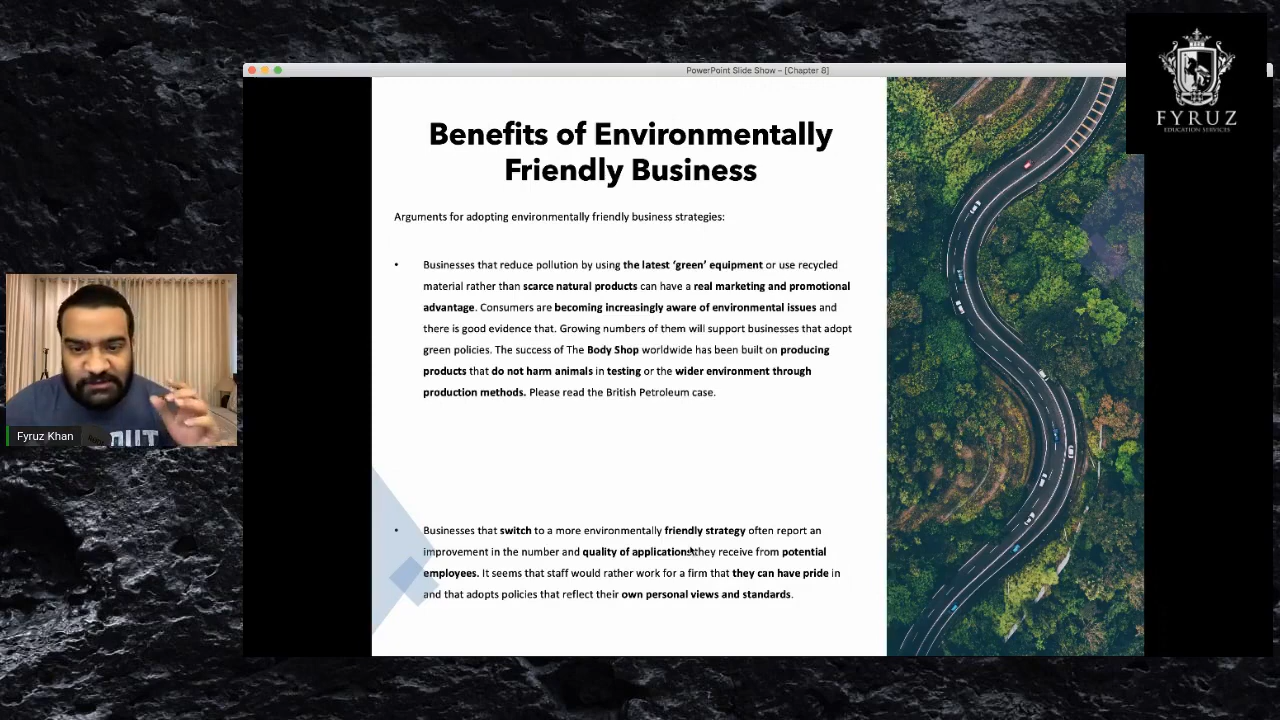 PowerPoint Slide Show – [Chapter 8]
FYRUZ
EDUCATION SERVICES
Benefits of Environmentally
Friendly Business
Arguments for adopting environmentally friendly business strategies:
• Businesses that reduce pollution by using the latest ‘green’ equipment or use recycled
material rather than scarce natural products can have a real marketing and promotional
advantage. Consumers are becoming increasingly aware of environmental issues and
there is good evidence that. Growing numbers of them will support businesses that adopt
green policies. The success of The Body Shop worldwide has been built on producing
products that do not harm animals in testing or the wider environment through
production methods. Please read the British Petroleum case.
• Businesses that switch to a more environmentally friendly strategy often report an
improvement in the number and quality of applications they receive from potential
employees. It seems that staff would rather work for a firm that they can have pride in
and that adopts policies that reflect their own personal views and standards.
Fyruz Khan